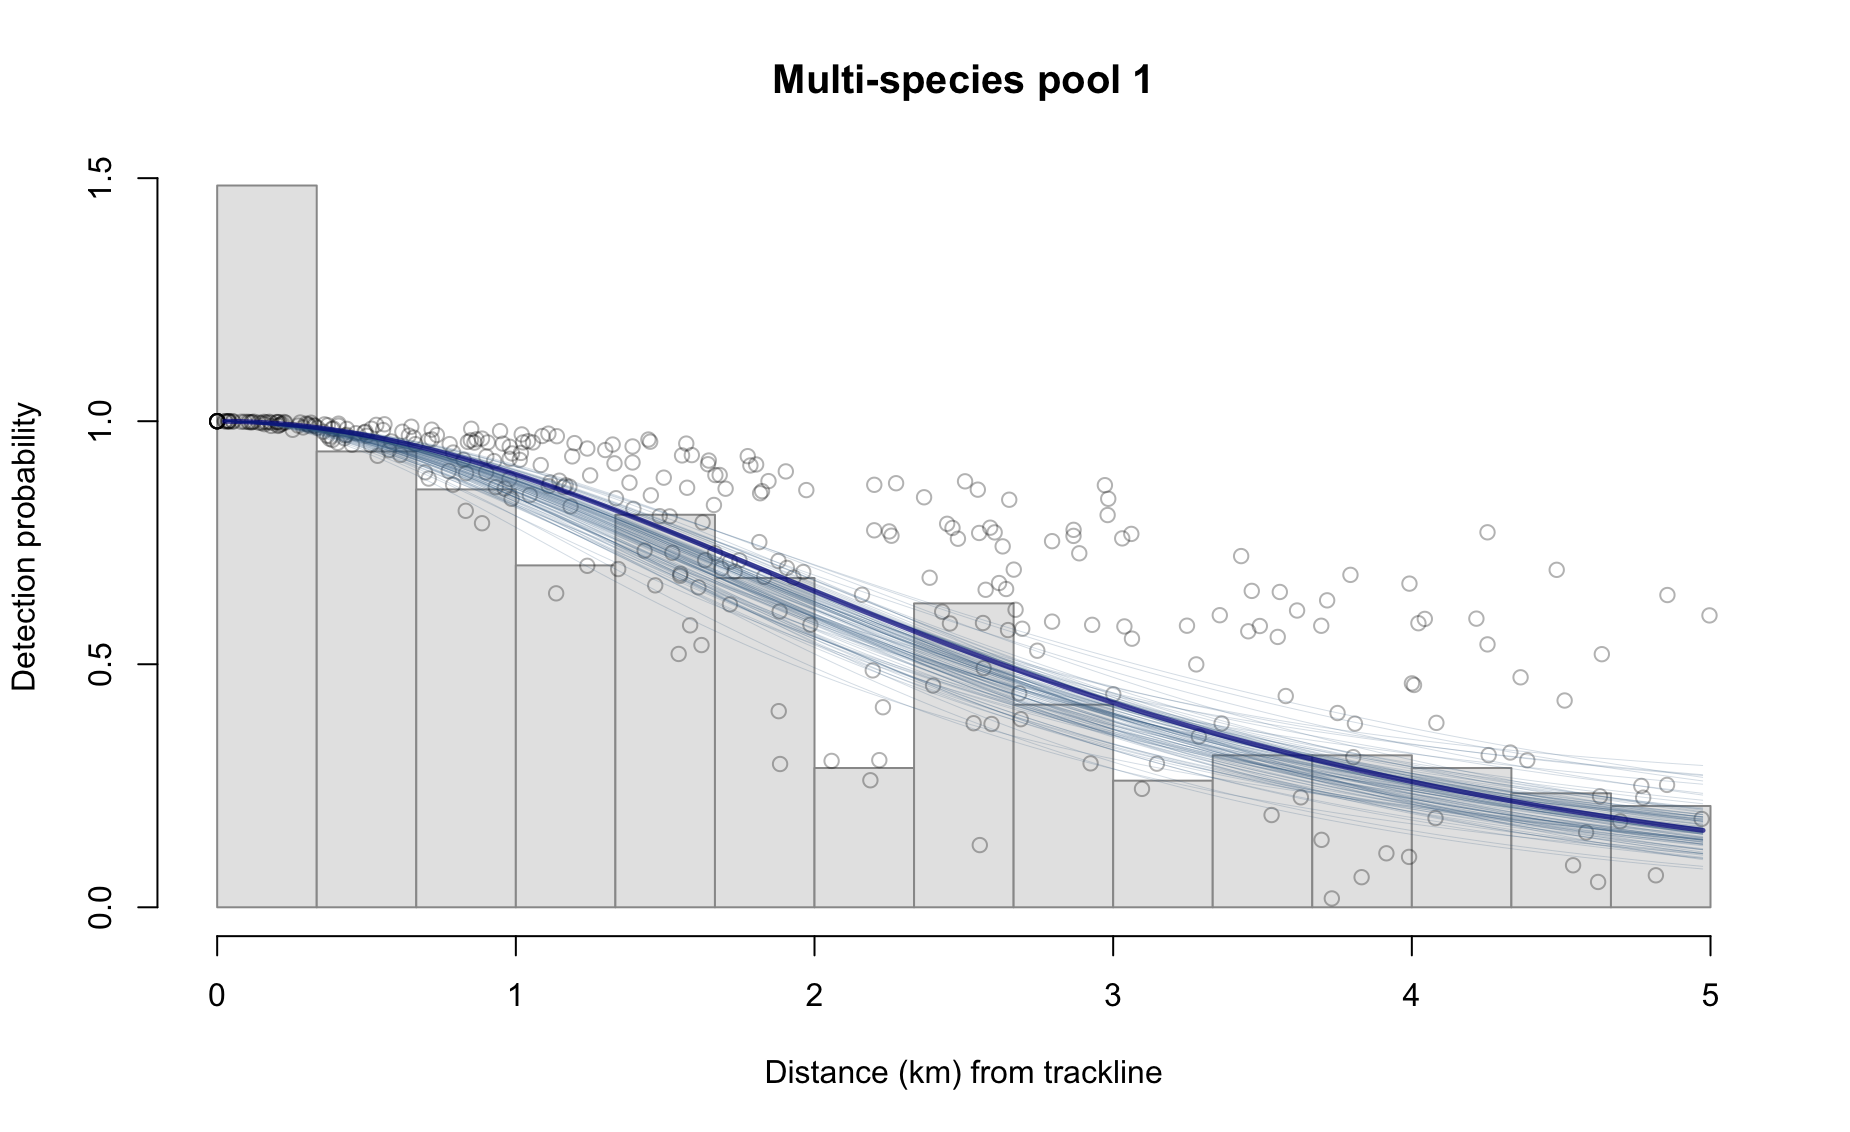 Multi-species pool 1
Detection probability
1.5
1.0
0.5
0.0
0 1 2 3 4 5
Distance (km) from trackline